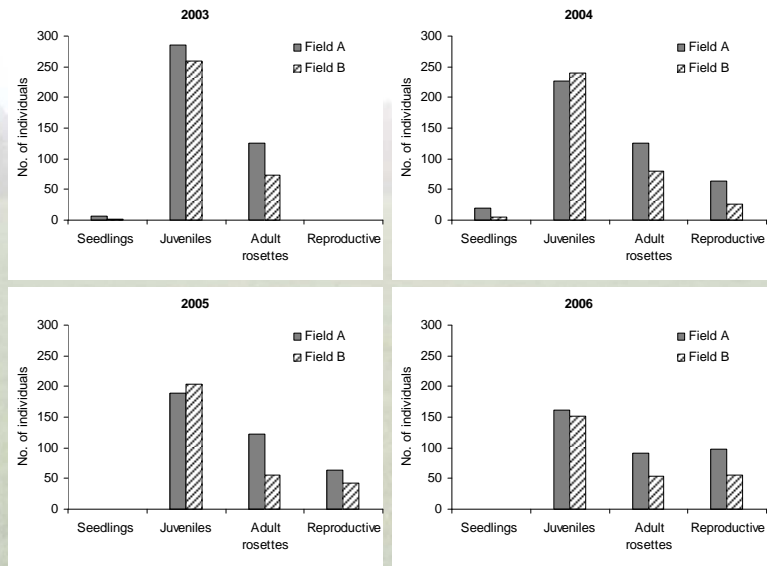 2003
300
250
200
150
100
50
0
No. of individuals
Field A
Field B
Seedlings Juveniles Adult rosettes Reproductive
2004
300
250
200
150
100
50
0
No. of individuals
Field A
Field B
Seedlings Juveniles Adult rosettes Reproductive
2005
300
250
200
150
100
50
0
No. of individuals
Field A
Field B
Seedlings Juveniles Adult rosettes Reproductive
2006
300
250
200
150
100
50
0
No. of individuals
Field A
Field B
Seedlings Juveniles Adult rosettes Reproductive